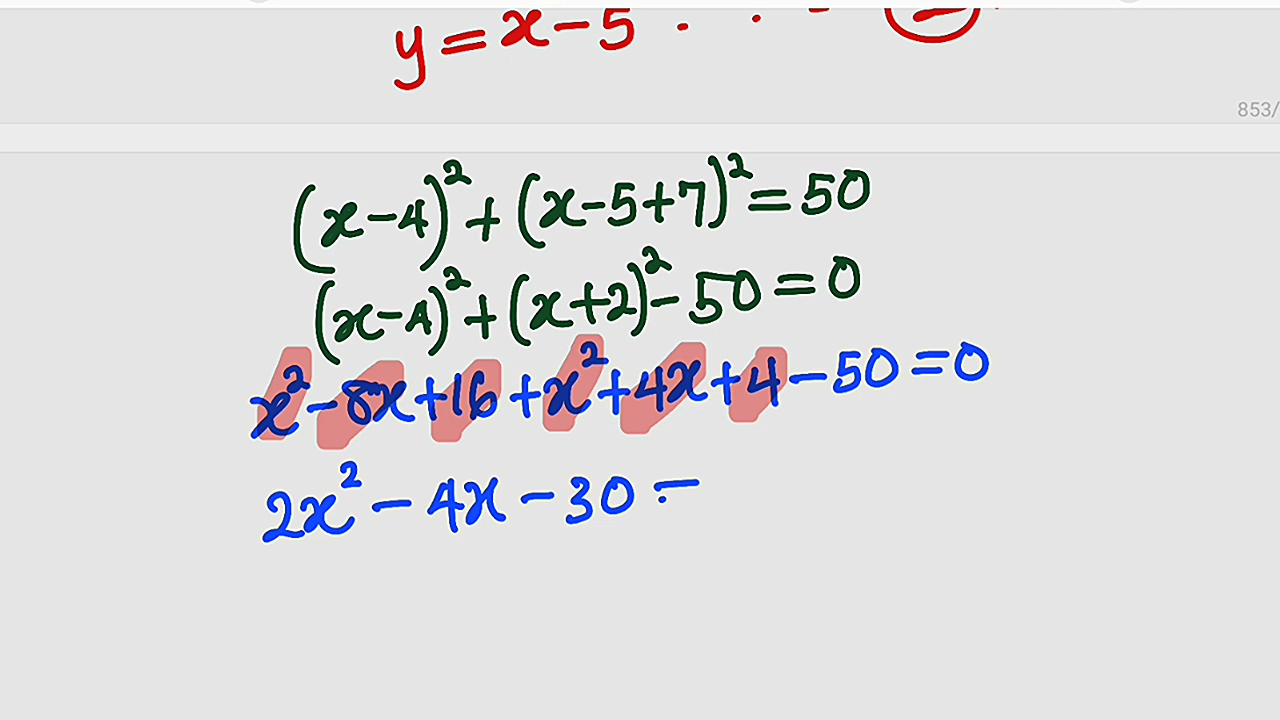 y = x - 5 . . .
853/
(x-4)² + (x-5+7)² = 50
(x-4)² + (x+2)² - 50 = 0
x² - 8x + 16 + x² + 4x + 4 - 50 = 0
2x² - 4x - 30 =